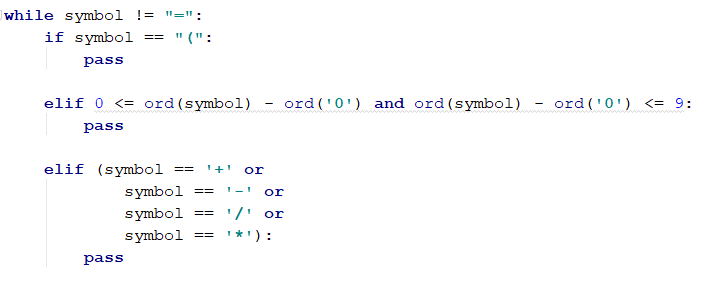 while symbol != "=":
    if symbol == "(":
        pass

    elif 0 <= ord(symbol) - ord('0') and ord(symbol) - ord('0') <= 9:
        pass

    elif (symbol == '+' or
            symbol == '-' or
            symbol == '/' or
            symbol == '*'):
        pass